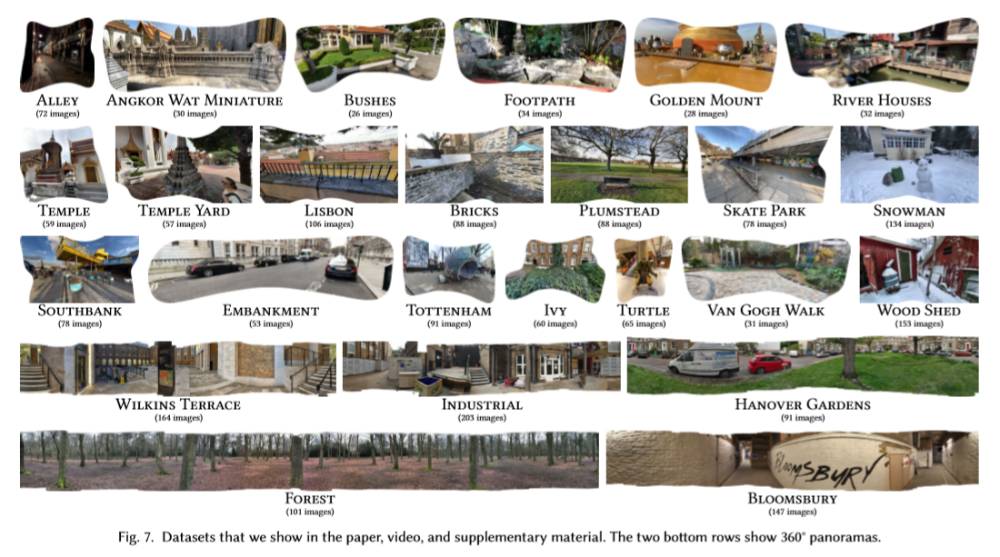 ALLEY ANGKOR WAT MINIATURE BUSHES FOOTPATH GOLDEN MOUNT RIVER HOUSES
(72 images) (30 images) (26 images) (34 images) (28 images) (32 images)
TEMPLE TEMPLE YARD LISBON BRICKS PLUMSTEAD SKATE PARK SNOWMAN
(59 images) (57 images) (106 images) (88 images) (88 images) (78 images) (134 images)
SOUTHBANK EMBANKMENT TOTTENHAM IVY TURTLE VAN GOGH WALK WOOD SHED
(78 images) (53 images) (91 images) (60 images) (65 images) (31 images) (153 images)
WILKINS TERRACE INDUSTRIAL HANOVER GARDENS
(164 images) (203 images) (91 images)
BLOOMSBURY
FOREST BLOOMSBURY
(101 images) (147 images)
Fig. 7. Datasets that we show in the paper, video, and supplementary material. The two bottom rows show 360° panoramas.